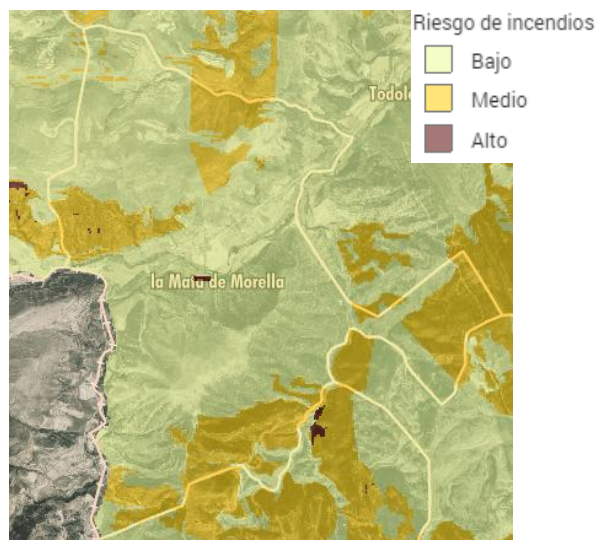 Riesgo de incendios
Bajo
Medio
Alto
la Mata de Morella